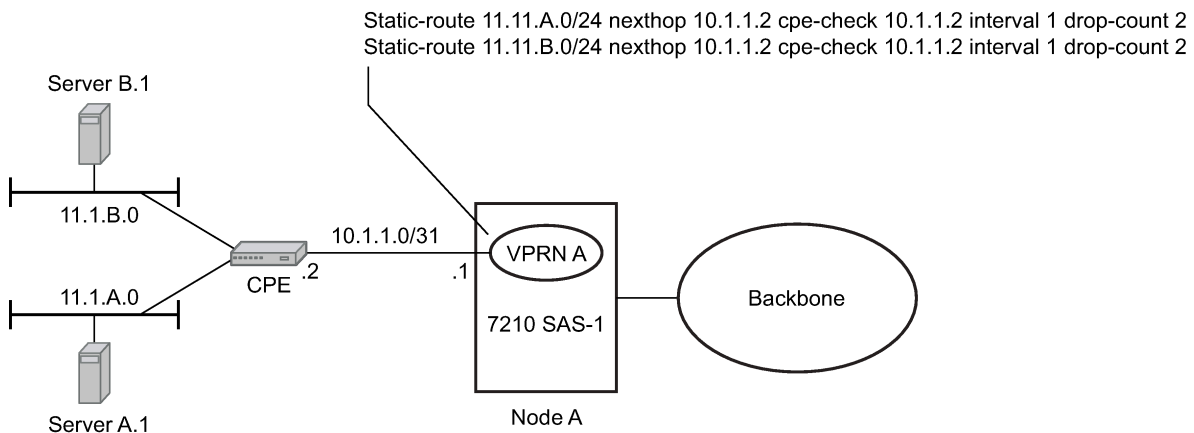 Static-route 11.11.A.0/24 nexthop 10.1.1.2 cpe-check 10.1.1.2 interval 1 drop-count 2
Static-route 11.11.B.0/24 nexthop 10.1.1.2 cpe-check 10.1.1.2 interval 1 drop-count 2
Server B.1
11.1.B.0
10.1.1.0/31
VPRN A
.2
.1
CPE
11.1.A.0
Backbone
7210 SAS-1
Server A.1
Node A